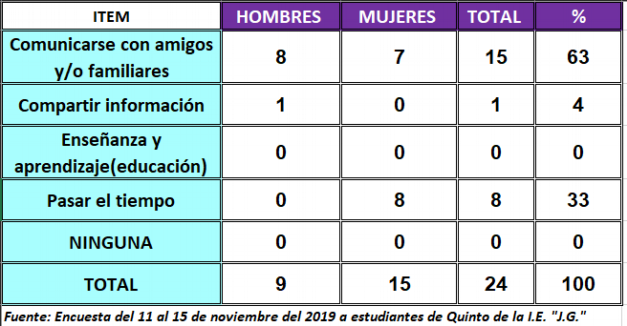 ITEM HOMBRES MUJERES TOTAL %
Comunicarse con amigos
y/o familiares 8 7 15 63
Compartir información 1 0 1 4
Enseñanza y
aprendizaje(educación) 0 0 0 0
Pasar el tiempo 0 8 8 33
NINGUNA 0 0 0 0
TOTAL 9 15 24 100
Fuente: Encuesta del 11 al 15 de noviembre del 2019 a estudiantes de Quinto de la I.E. "J.G."